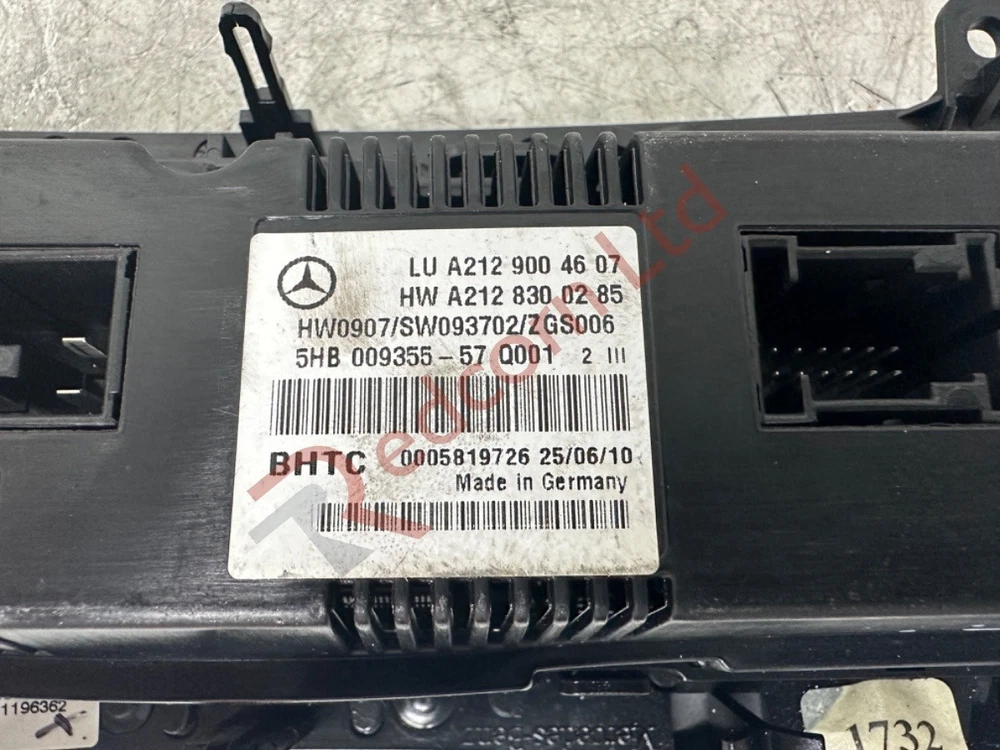 LU A212 900 46 07
HW A212 830 02 85
HW0907/SW093702/ZGS006
5HB 009355-57 Q001 2 III
BHTC 0005819726 25/06/10
Made in Germany
Redcorn Ltd
1196362
1732